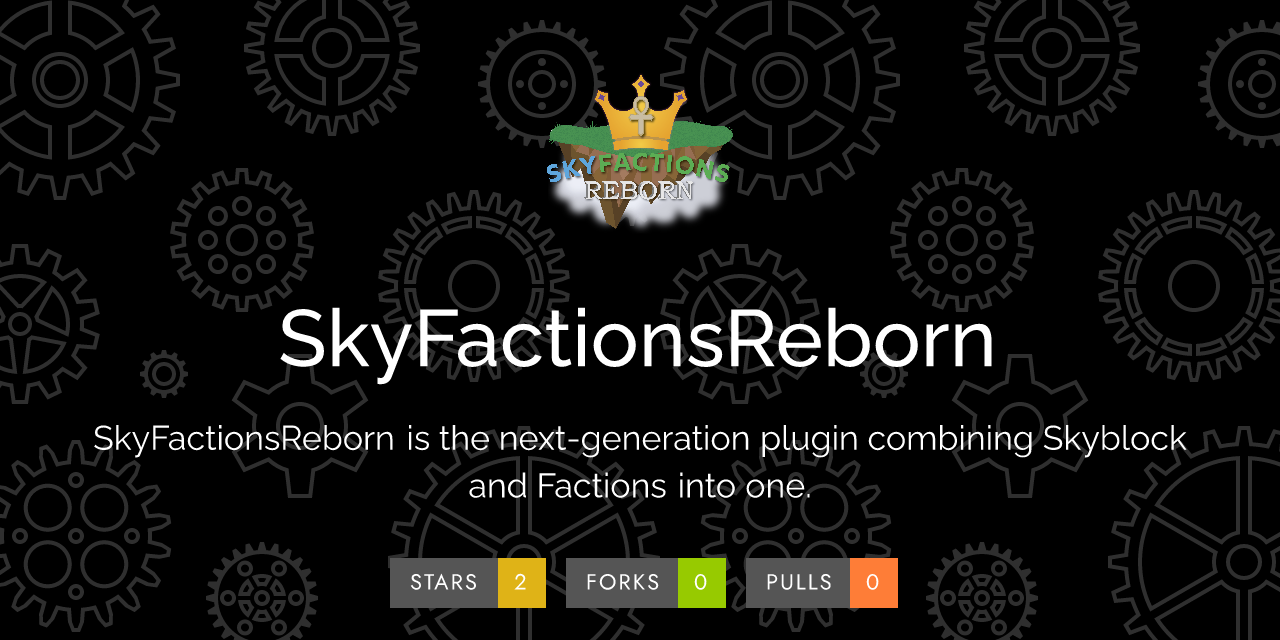 SKYFACTIONS
REBORN
SkyFactionsReborn
SkyFactionsReborn is the next-generation plugin combining Skyblock
and Factions into one.
STARS 2 FORKS 0 PULLS 0